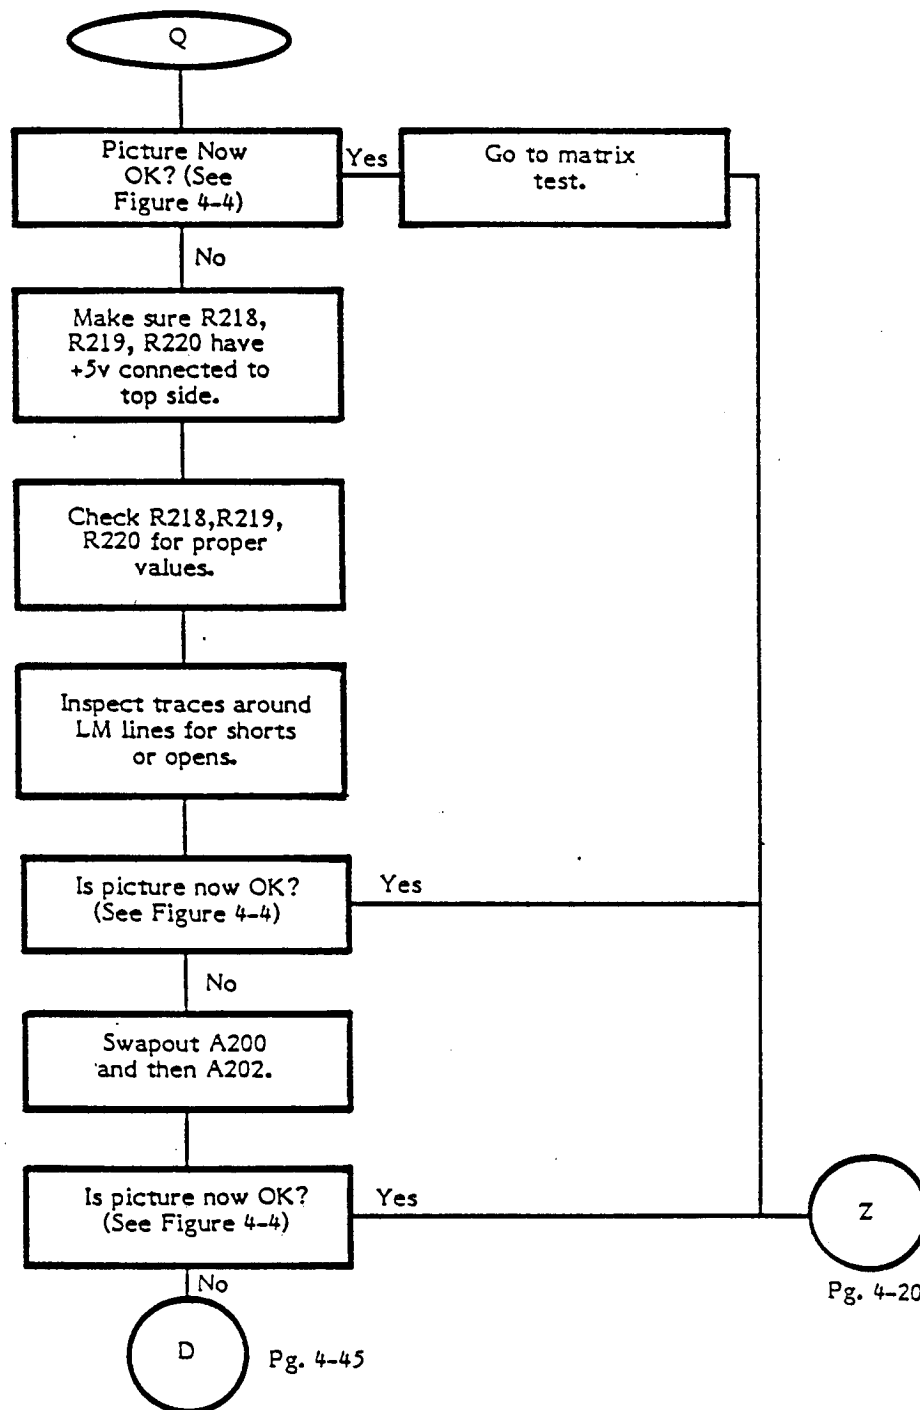 Q
Picture Now
OK? (See
Figure 4-4)
Yes
Go to matrix
test.
No
Make sure R218,
R219, R220 have
+5v connected to
top side.
Check R218,R219,
R220 for proper
values.
Inspect traces around
LM lines for shorts
or opens.
Is picture now OK?
(See Figure 4-4)
Yes
No
Swapout A200
and then A202.
Is picture now OK?
(See Figure 4-4)
Yes
Z
Pg. 4-20
No
D
Pg. 4-45